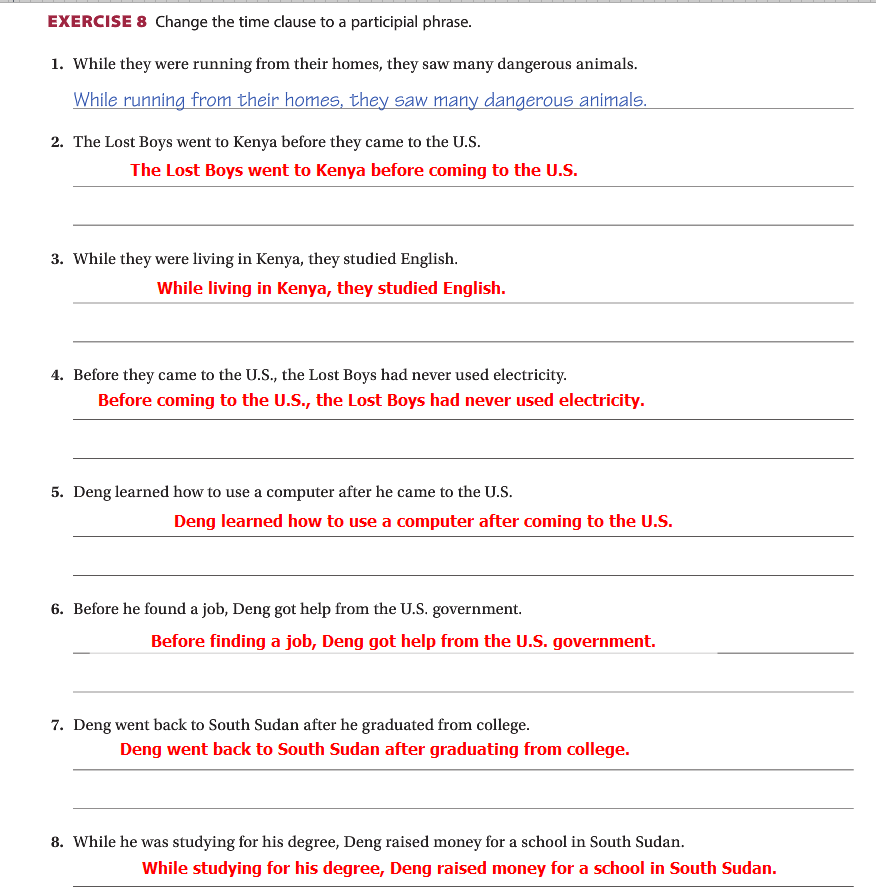 EXERCISE 8 Change the time clause to a participial phrase.
1. While they were running from their homes, they saw many dangerous animals.
While running from their homes, they saw many dangerous animals.
2. The Lost Boys went to Kenya before they came to the U.S.
The Lost Boys went to Kenya before coming to the U.S.
3. While they were living in Kenya, they studied English.
While living in Kenya, they studied English.
4. Before they came to the U.S., the Lost Boys had never used electricity.
Before coming to the U.S., the Lost Boys had never used electricity.
5. Deng learned how to use a computer after he came to the U.S.
Deng learned how to use a computer after coming to the U.S.
6. Before he found a job, Deng got help from the U.S. government.
Before finding a job, Deng got help from the U.S. government.
7. Deng went back to South Sudan after he graduated from college.
Deng went back to South Sudan after graduating from college.
8. While he was studying for his degree, Deng raised money for a school in South Sudan.
While studying for his degree, Deng raised money for a school in South Sudan.